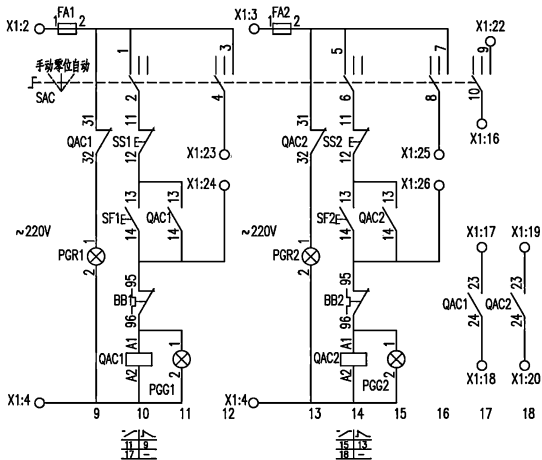 X1:2 1 FA1 2 X1:3 1 FA2 2 X1:22
1 3 5 7 9
手动零位自动
SAC 2 4 6 8 10
X1:16
31 11 31 11
QAC1 SS1 QAC2 SS2
32 12 X1:23 32 12 X1:25
X1:24 X1:26
13 13 13 13
SF1 QAC1 SF2 QAC2
14 14 14 14
~220V ~220V X1:17 X1:19
1 1
PGR1 PGR2
2 2
95 95 23 23
BB1 BB2 QAC1 QAC2
96 96 24 24
A1 1 A1 1
QAC1 QAC2
A2 2 A2 2 X1:18 X1:20
PGG1 PGG2
X1:4 X1:4
9 10 11 12 13 14 15 16 17 18
11 9 15 13
17 - 18 -